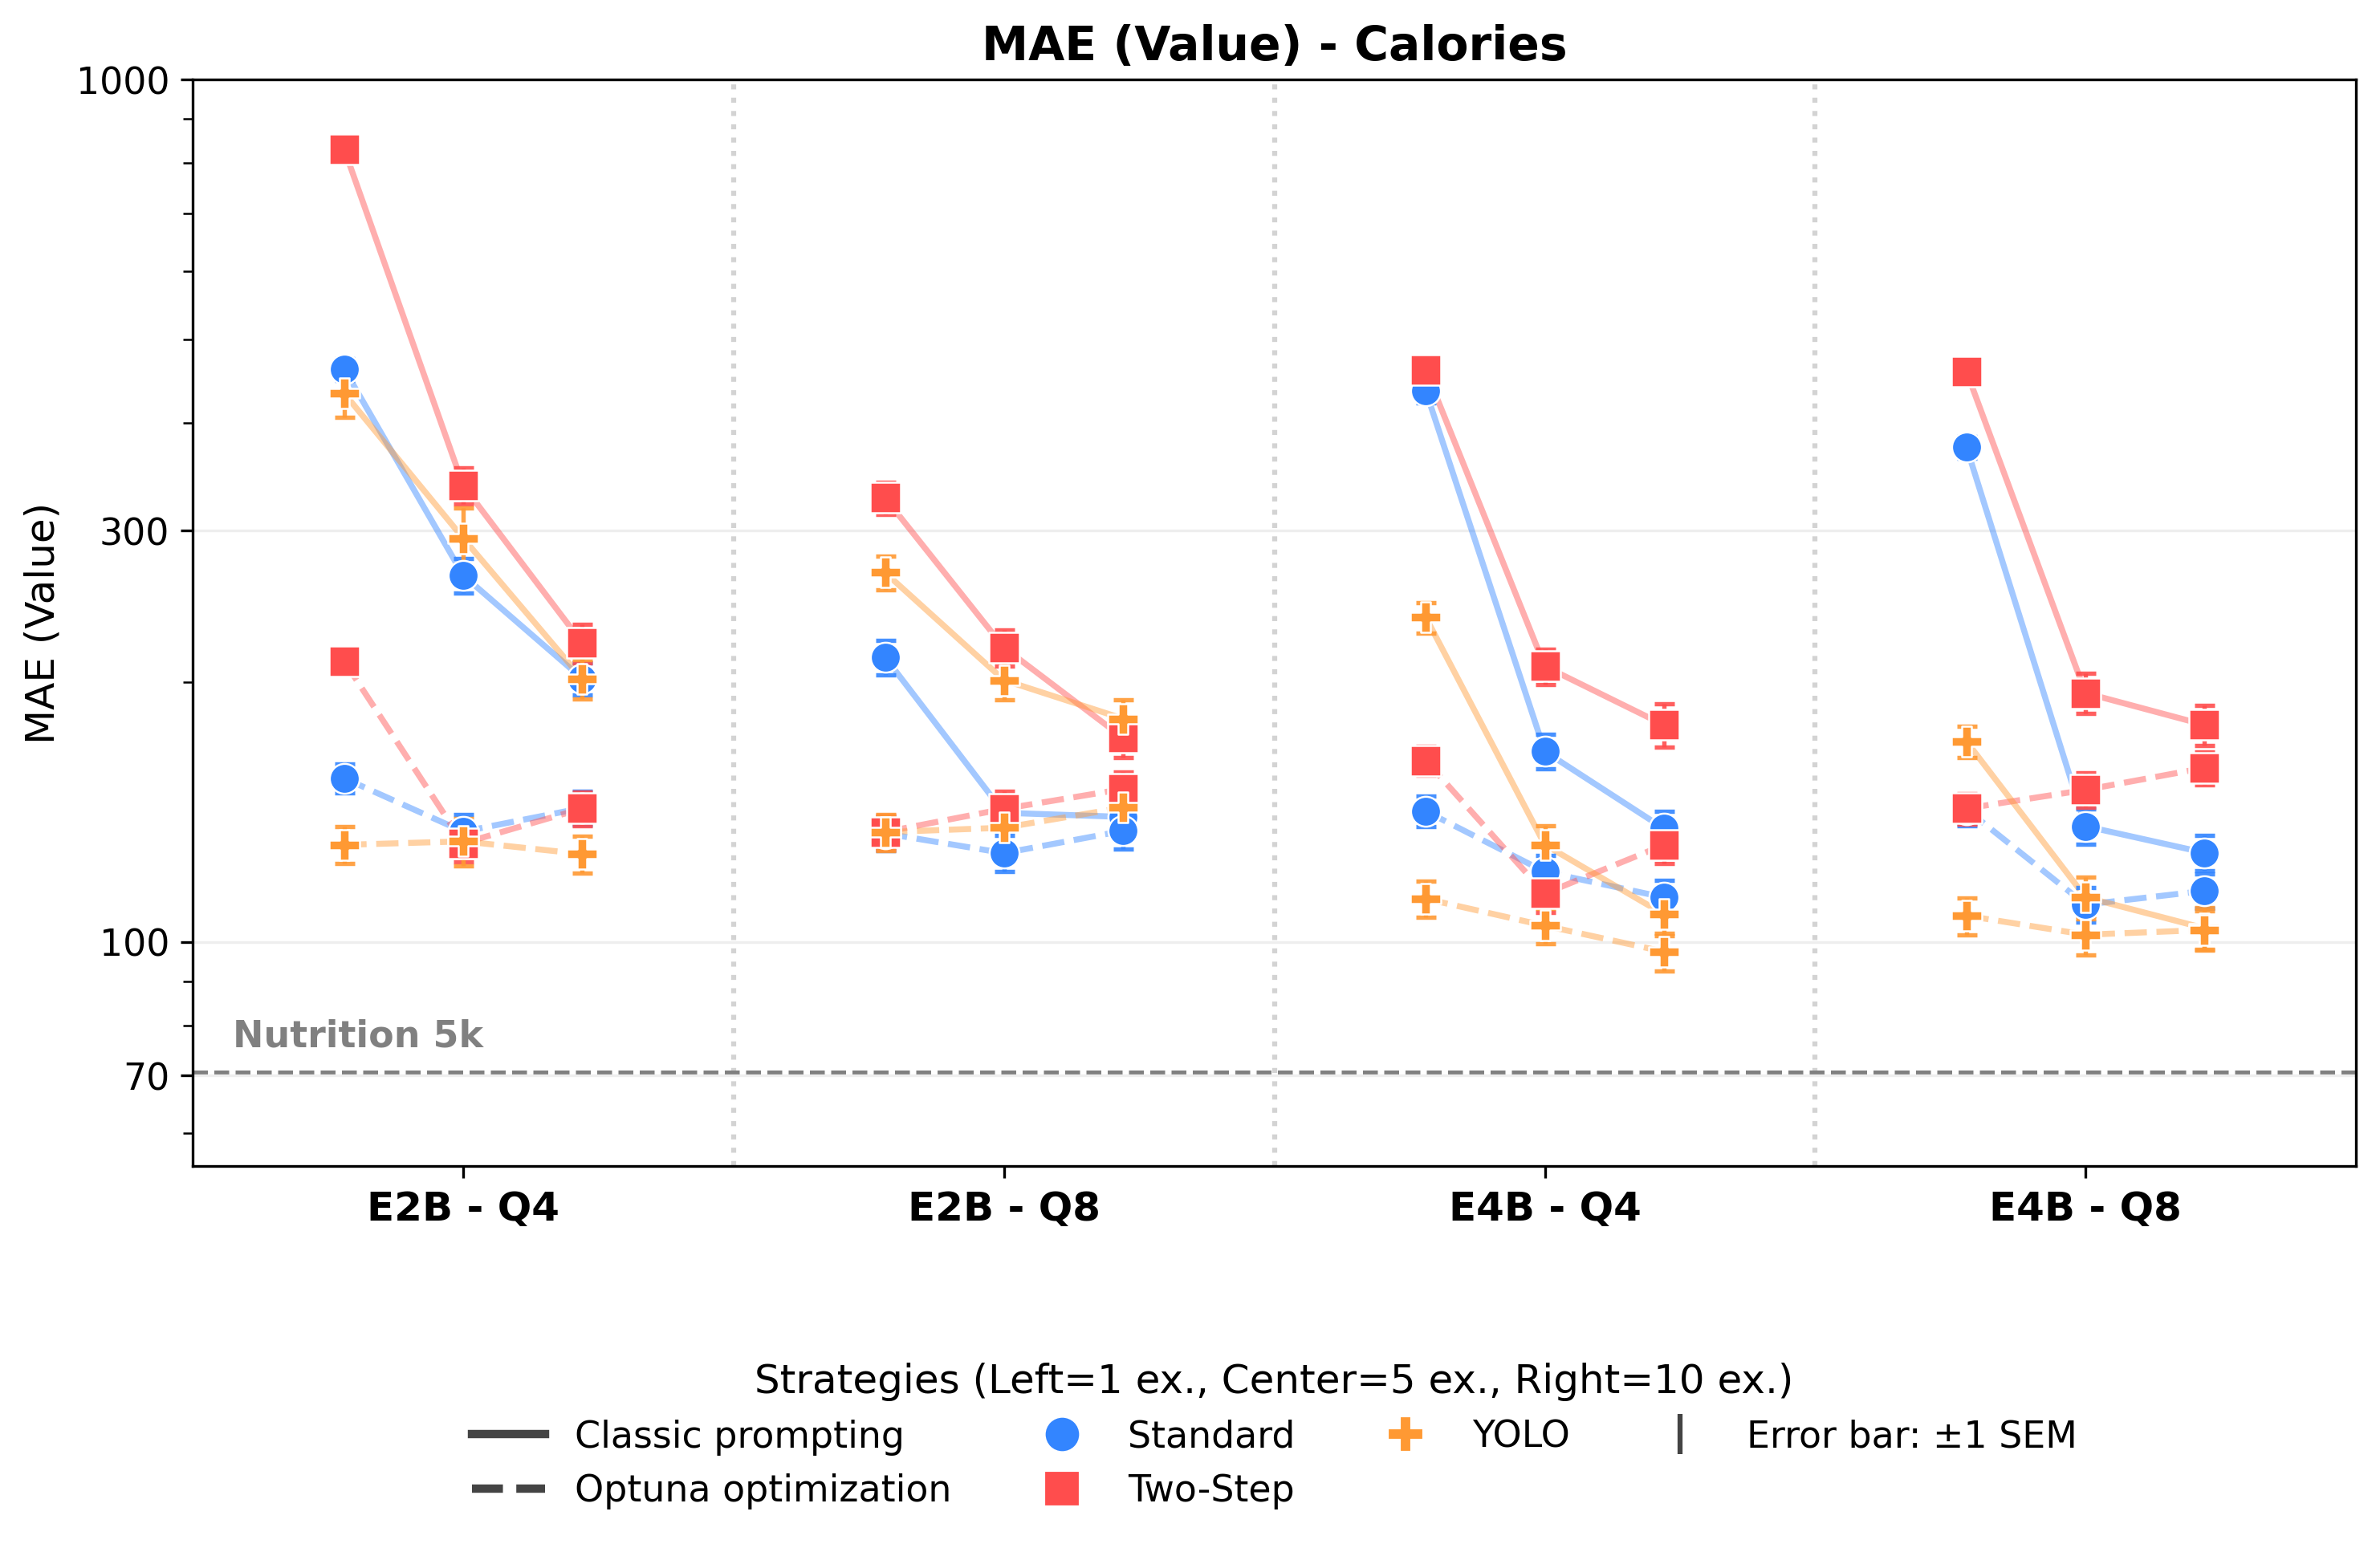 MAE (Value) - Calories
1000
300
100
70
MAE (Value)
Nutrition 5k
E2B - Q4
E2B - Q8
E4B - Q4
E4B - Q8
Strategies (Left=1 ex., Center=5 ex., Right=10 ex.)
Classic prompting
Optuna optimization
Standard
Two-Step
YOLO
Error bar: ±1 SEM